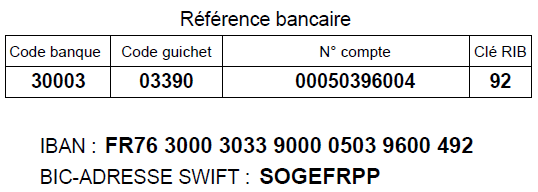 Référence bancaire
Code banque Code guichet N° compte Clé RIB
30003 03390 00050396004 92
IBAN : FR76 3000 3033 9000 0503 9600 492
BIC-ADRESSE SWIFT : SOGEFRPP